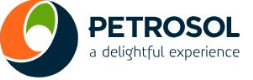 PETROSOL
a delightful experience